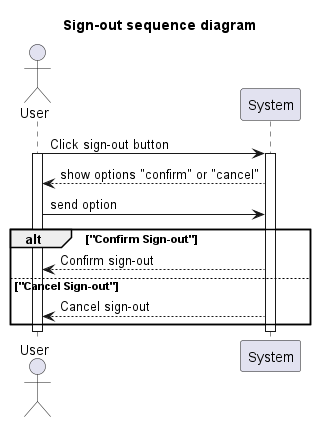 Sign-out sequence diagram
User
System
Click sign-out button
show options "confirm" or "cancel"
send option
alt ["Confirm Sign-out"]
Confirm sign-out
["Cancel Sign-out"]
Cancel sign-out
User
System